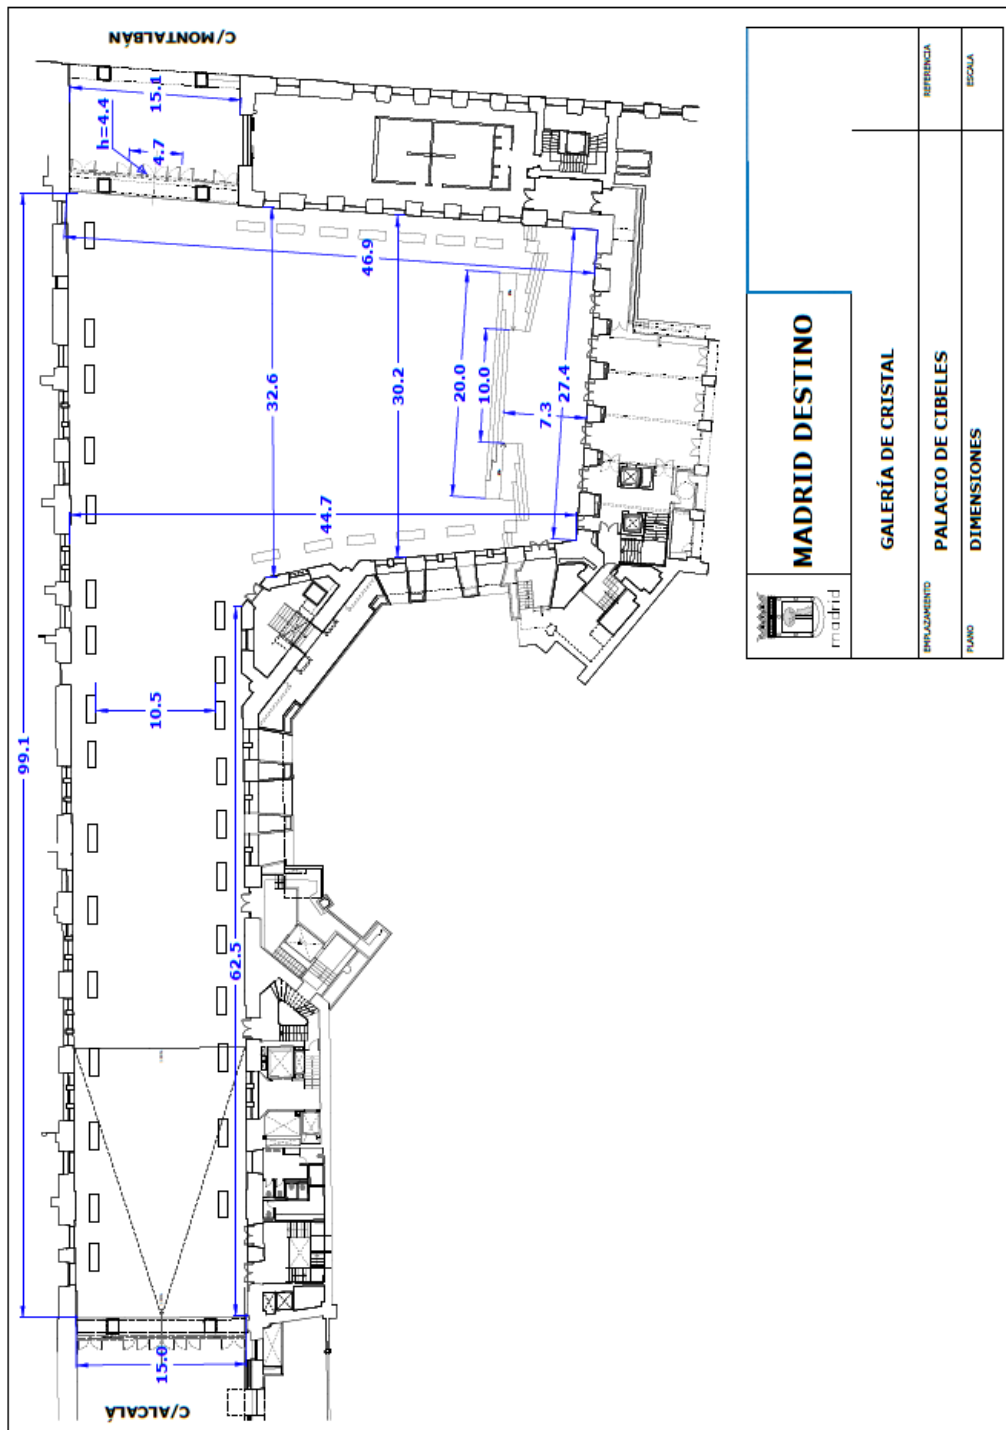 C/MONTALBÁN
15.1
h=4.4
4.7
99.1
46.9
32.6
30.2
20.0
10.0
7.3
27.4
44.7
10.5
62.5
15.0
C/ALCALÁ
madrid
MADRID DESTINO
GALERÍA DE CRISTAL
EMPLAZAMIENTO
PALACIO DE CIBELES
REFERENCIA
PLANO
DIMENSIONES
ESCALA